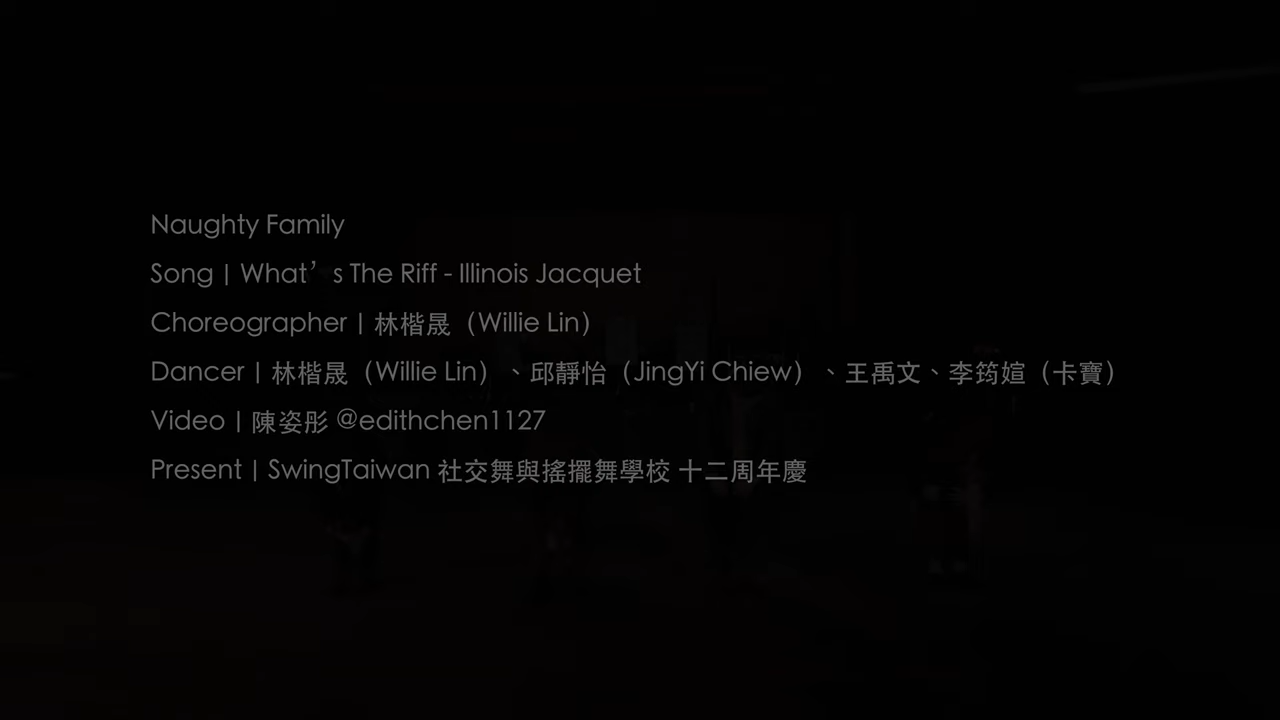 Naughty Family
Song | What’s The Riff - Illinois Jacquet
Choreographer | 林楷晟（Willie Lin）
Dancer | 林楷晟（Willie Lin）、邱靜怡（JingYi Chiew）、王禹文、李筠媗（卡寶）
Video | 陳姿彤 @edithchen1127
Present | SwingTaiwan 社交舞與搖擺舞學校 十二周年慶